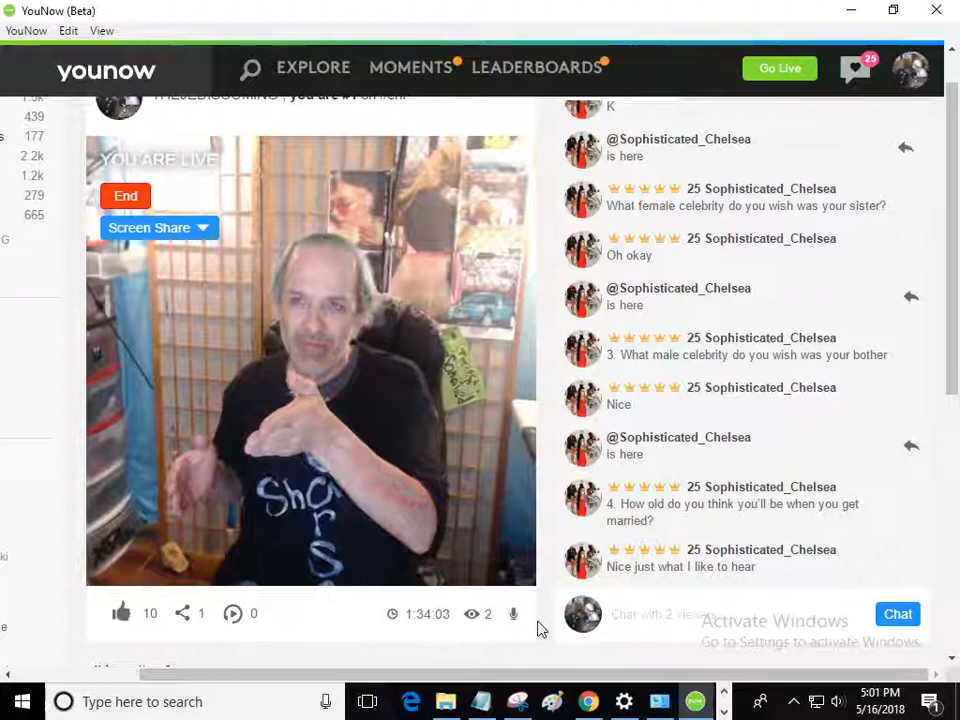 YouNow (Beta)
YouNow Edit View
younow
EXPLORE MOMENTS LEADERBOARDS Go Live 25
439
177
2.2k
1.2k
279
665
YOU ARE LIVE
End
Screen Share
10 1 0 1:34:03 2
K
@Sophisticated_Chelsea
is here
25 Sophisticated_Chelsea
What female celebrity do you wish was your sister?
25 Sophisticated_Chelsea
Oh okay
@Sophisticated_Chelsea
is here
25 Sophisticated_Chelsea
3. What male celebrity do you wish was your bother
25 Sophisticated_Chelsea
Nice
@Sophisticated_Chelsea
is here
25 Sophisticated_Chelsea
4. How old do you think you'll be when you get
married?
25 Sophisticated_Chelsea
Nice just what I like to hear
Chat with 2 viewers
Chat
Activate Windows
Go to Settings to activate Windows.
Type here to search
5:01 PM
5/16/2018
1